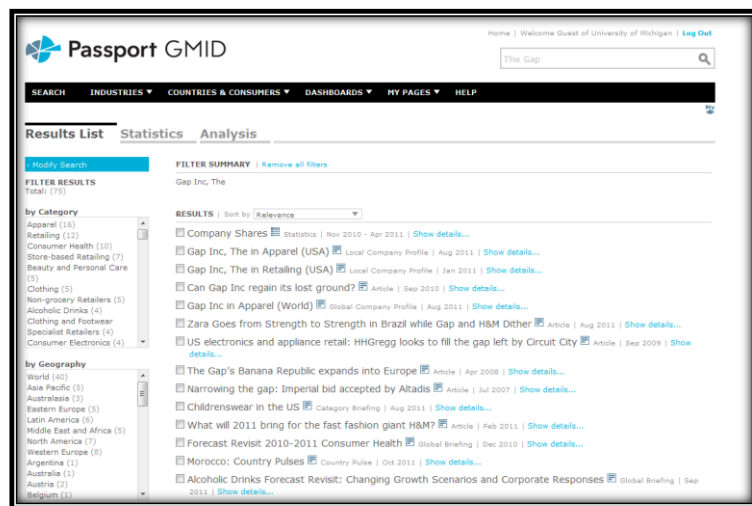 Home | Welcome Guest of University of Michigan | Log Out
Passport GMID
The Gap
SEARCH INDUSTRIES ▼ COUNTRIES & CONSUMERS ▼ DASHBOARDS ▼ MY PAGES ▼ HELP
Results List Statistics Analysis
‹ Modify Search
FILTER RESULTS
Total: (75)
by Category
Apparel (16)
Retailing (12)
Consumer Health (10)
Store-based Retailing (7)
Beauty and Personal Care
(5)
Clothing (5)
Non-grocery Retailers (5)
Alcoholic Drinks (4)
Clothing and Footwear
Specialist Retailers (4)
Consumer Electronics (4)
by Geography
World (40)
Asia Pacific (5)
Australasia (3)
Eastern Europe (5)
Latin America (6)
Middle East and Africa (5)
North America (7)
Western Europe (8)
Argentina (1)
Australia (1)
Austria (2)
Belgium (1)
FILTER SUMMARY | Remove all filters
Gap Inc, The
RESULTS | Sort by Relevance
Company Shares Statistics | Nov 2010 - Apr 2011 | Show details...
Gap Inc, The in Apparel (USA) Local Company Profile | Aug 2011 | Show details...
Gap Inc, The in Retailing (USA) Local Company Profile | Jan 2011 | Show details...
Can Gap Inc regain its lost ground? Article | Sep 2010 | Show details...
Gap Inc in Apparel (World) Global Company Profile | Aug 2011 | Show details...
Zara Goes from Strength to Strength in Brazil while Gap and H&M Dither Article | Aug 2011 | Show details...
US electronics and appliance retail: HHGregg looks to fill the gap left by Circuit City Article | Sep 2009 | Show
details...
The Gap's Banana Republic expands into Europe Article | Apr 2008 | Show details...
Narrowing the gap: Imperial bid accepted by Altadis Article | Jul 2007 | Show details...
Childrenswear in the US Category Briefing | Aug 2011 | Show details...
What will 2011 bring for the fast fashion giant H&M? Article | Feb 2011 | Show details...
Forecast Revisit 2010-2011 Consumer Health Global Briefing | Dec 2010 | Show details...
Morocco: Country Pulses Country Pulse | Oct 2011 | Show details...
Alcoholic Drinks Forecast Revisit: Changing Growth Scenarios and Corporate Responses Global Briefing | Sep
2011 | Show details...